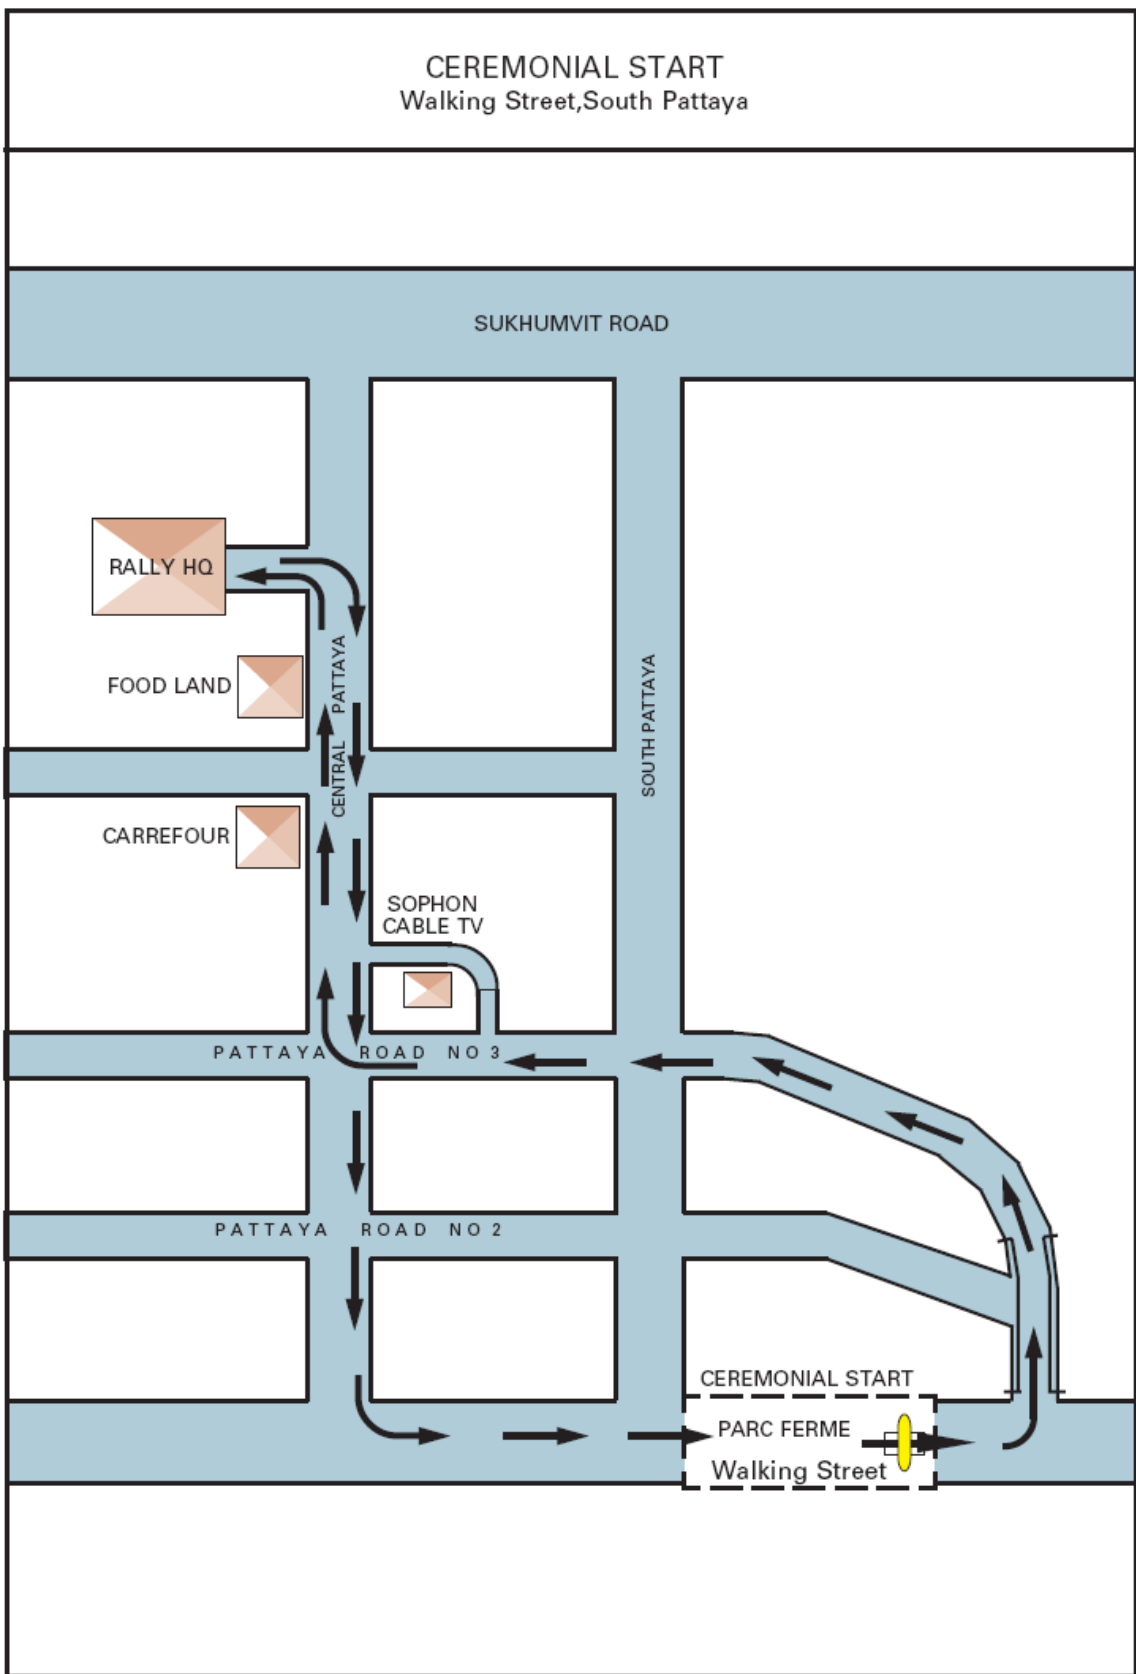 CEREMONIAL START
Walking Street,South Pattaya
SUKHUMVIT ROAD
RALLY HQ
FOOD LAND
CENTRAL PATTAYA
SOUTH PATTAYA
CARREFOUR
SOPHON
CABLE TV
PATTAYA ROAD NO 3
PATTAYA ROAD NO 2
CEREMONIAL START
PARC FERME
Walking Street